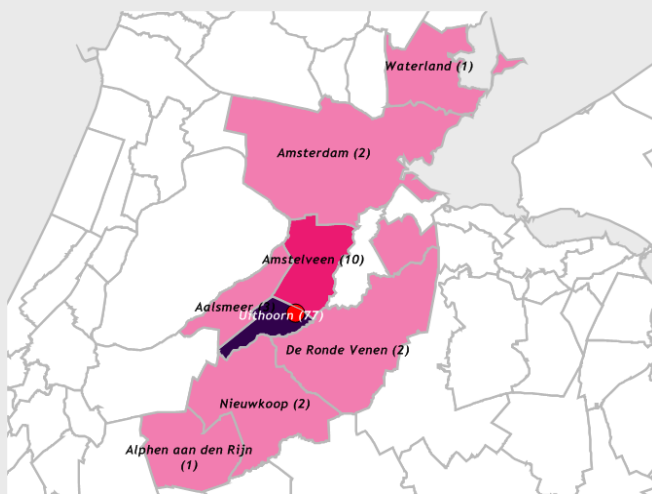 Waterland (1)
Amsterdam (2)
Amstelveen (10)
Aalsmeer
Uithoorn (77)
De Ronde Venen (2)
Nieuwkoop (2)
Alphen aan den Rijn
(1)